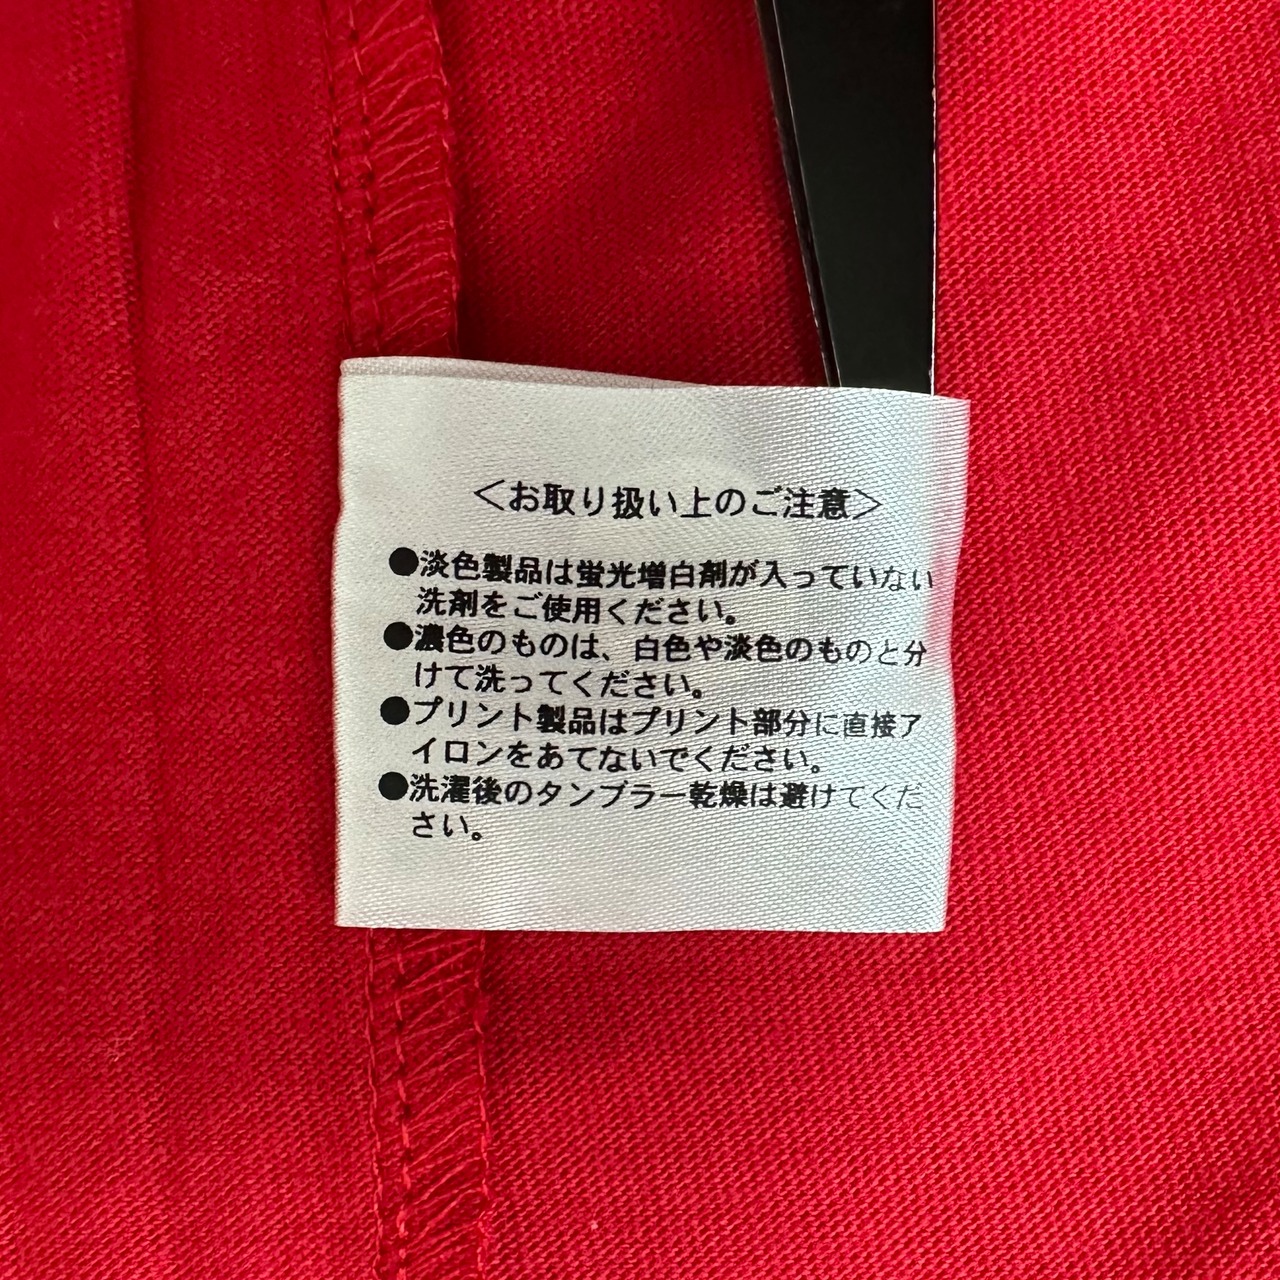 ＜お取り扱い上のご注意＞
●淡色製品は蛍光増白剤が入っていない
洗剤をご使用ください。
●濃色のものは、白色や淡色のものと分
けて洗ってください。
●プリント製品はプリント部分に直接ア
イロンをあてないでください。
●洗濯後のタンブラー乾燥は避けてくだ
さい。